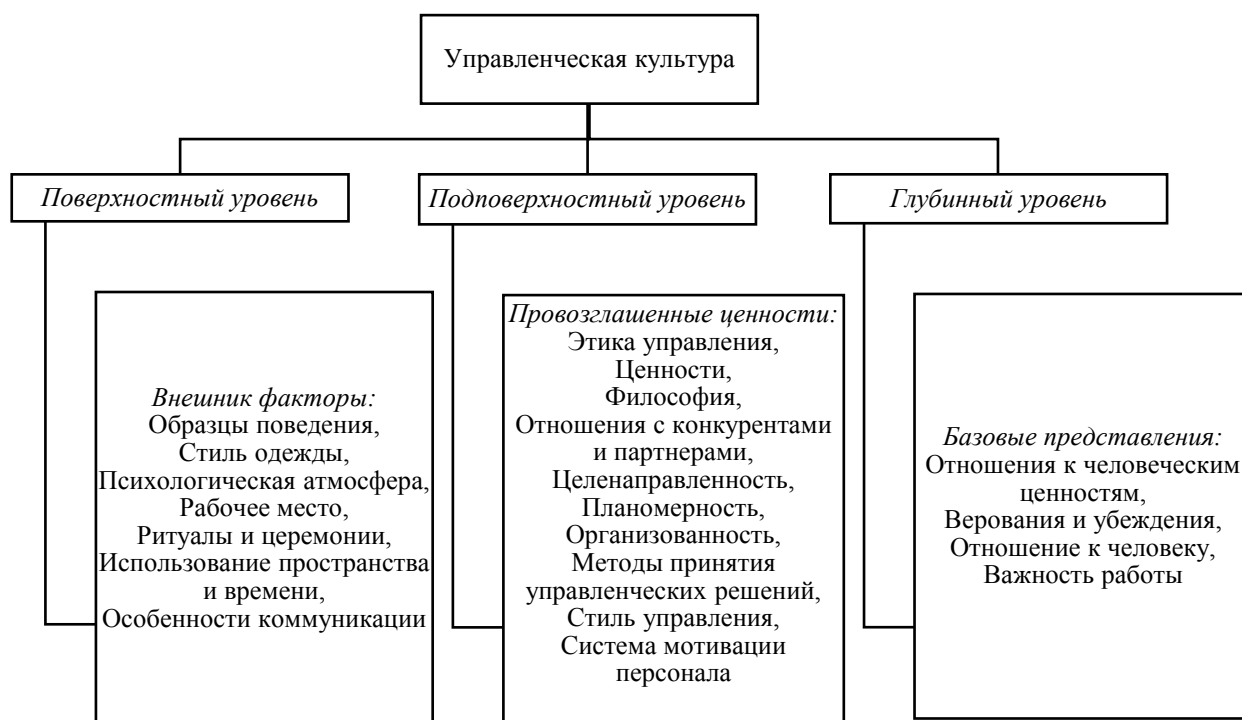 Управленческая культура
Поверхностный уровень
Подповерхностный уровень
Глубинный уровень
Внешник факторы:
Образцы поведения,
Стиль одежды,
Психологическая атмосфера,
Рабочее место,
Ритуалы и церемонии,
Использование пространства
и времени,
Особенности коммуникации
Провозглашенные ценности:
Этика управления,
Ценности,
Философия,
Отношения с конкурентами
и партнерами,
Целенаправленность,
Планомерность,
Организованность,
Методы принятия
управленческих решений,
Стиль управления,
Система мотивации
персонала
Базовые представления:
Отношения к человеческим
ценностям,
Верования и убеждения,
Отношение к человеку,
Важность работы